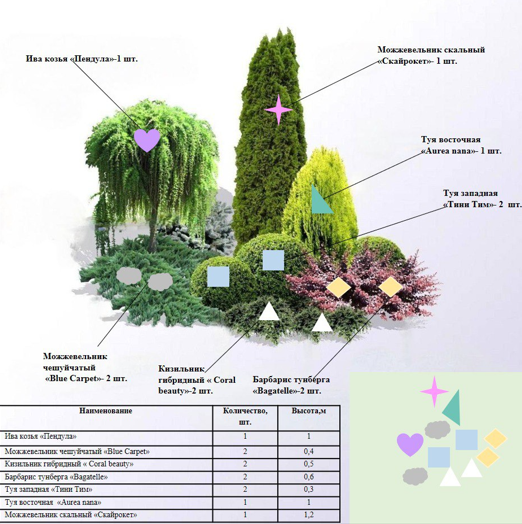 Ива козья «Пендула»-1 шт.
Можжевельник скальный
«Скайрокет»- 1 шт.
Туя восточная
«Aurea nana»- 1 шт.
Туя западная
«Тини Тим»- 2 шт.
Можжевельник
чешуйчатый
«Blue Carpet»- 2 шт.
Кизильник
гибридный « Coral
beauty»-2 шт.
Барбарис тунберга
«Bagatelle»- 2 шт.
Наименование Количество, шт. Высота,м
Ива козья «Пендула» 1 1
Можжевельник чешуйчатый «Blue Carpet» 2 0,4
Кизильник гибридный « Coral beauty» 2 0,5
Барбарис тунберга «Bagatelle» 2 0,6
Туя западная «Тини Тим» 2 0,3
Туя восточная «Aurea nana» 1 1
Можжевельник скальный «Скайрокет» 1 1,2